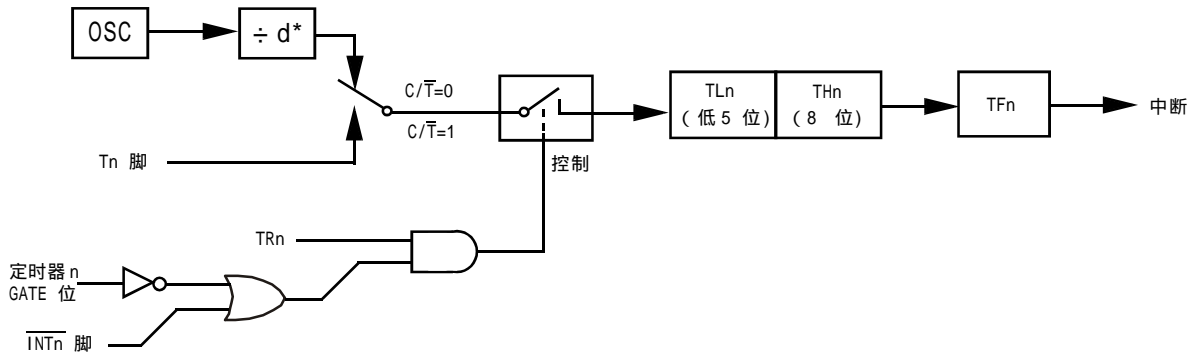 OSC
÷ d*
C/T̅=0
C/T̅=1
Tn 脚
控制
TLn
(低5 位)
THn
(8 位)
TFn
中断
TRn
定时器n
GATE 位
I̅N̅T̅n̅ 脚